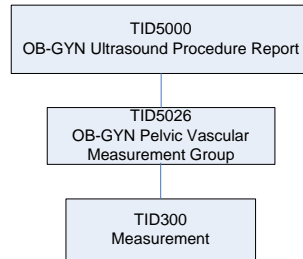 TID5000
OB-GYN Ultrasound Procedure Report
TID5026
OB-GYN Pelvic Vascular
Measurement Group
TID300
Measurement